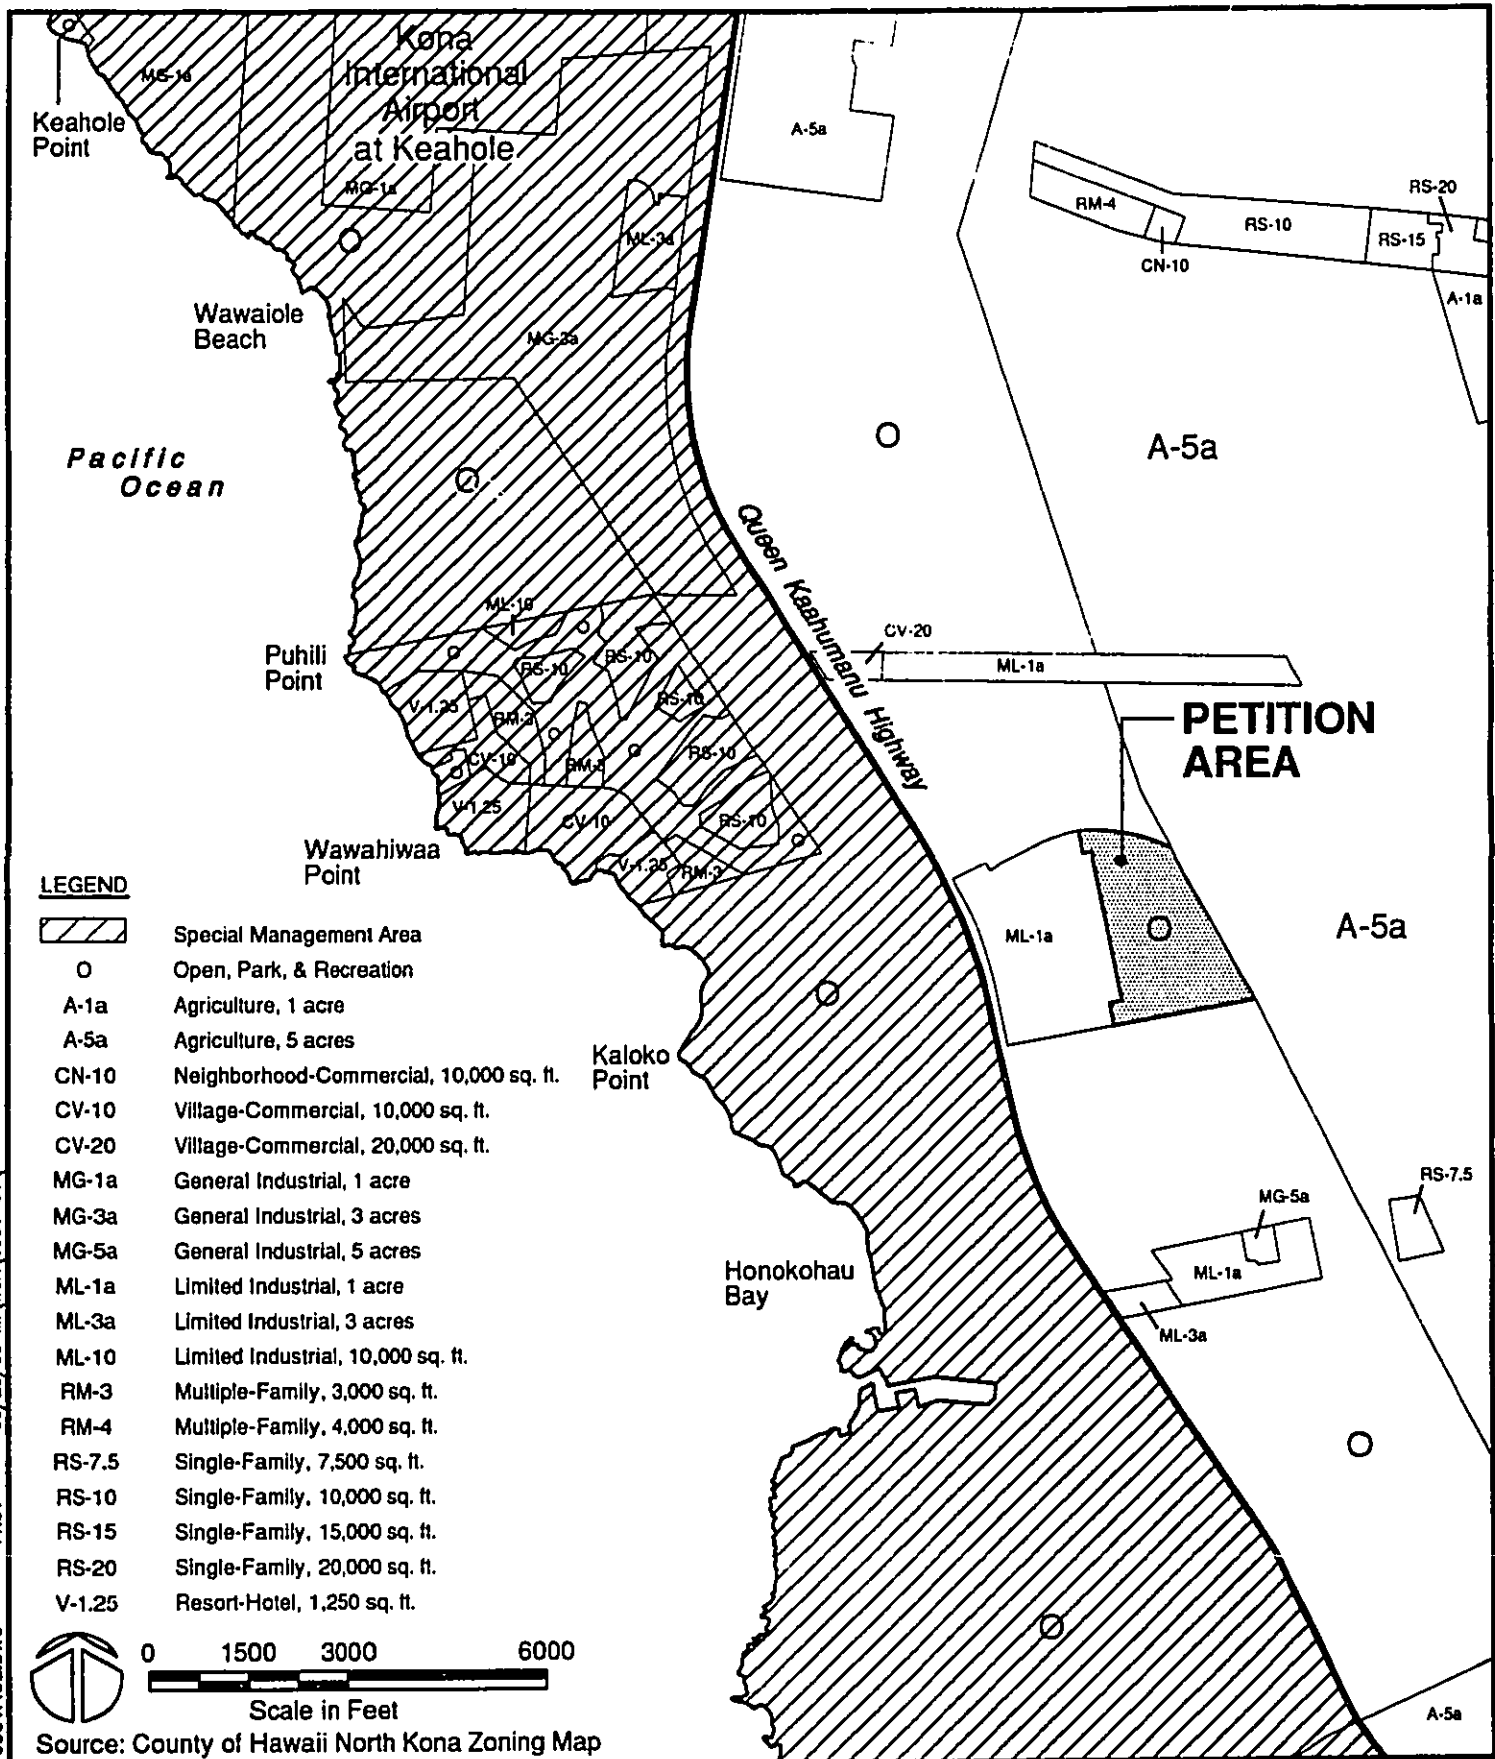 Kona
International
Airport
at Keahole
MG-1a
Keahole
Point
A-5a
MG-1a
O
ML-3a
RM-4
CN-10
RS-10
RS-15
RS-20
A-1a
Wawaiole
Beach
MG-3a
O
A-5a
Pacific
Ocean
O
Queen Kaahumanu Highway
ML-10
Puhili
Point
RS-10
RS-10
RS-10
CV-20
ML-1a
V-1.25
RM-3
RM-3
RS-10
CV-10
V-1.25
CV-10
RS-10
V-1.25
RM-3
PETITION
AREA
Wawahiwaa
Point
ML-1a
O
A-5a
O
Kaloko
Point
RS-7.5
MG-5a
ML-1a
ML-3a
Honokohau
Bay
O
O
A-5a
LEGEND
Special Management Area
O Open, Park, & Recreation
A-1a Agriculture, 1 acre
A-5a Agriculture, 5 acres
CN-10 Neighborhood-Commercial, 10,000 sq. ft.
CV-10 Village-Commercial, 10,000 sq. ft.
CV-20 Village-Commercial, 20,000 sq. ft.
MG-1a General Industrial, 1 acre
MG-3a General Industrial, 3 acres
MG-5a General Industrial, 5 acres
ML-1a Limited Industrial, 1 acre
ML-3a Limited Industrial, 3 acres
ML-10 Limited Industrial, 10,000 sq. ft.
RM-3 Multiple-Family, 3,000 sq. ft.
RM-4 Multiple-Family, 4,000 sq. ft.
RS-7.5 Single-Family, 7,500 sq. ft.
RS-10 Single-Family, 10,000 sq. ft.
RS-15 Single-Family, 15,000 sq. ft.
RS-20 Single-Family, 20,000 sq. ft.
V-1.25 Resort-Hotel, 1,250 sq. ft.
0 1500 3000 6000
Scale in Feet
Source: County of Hawaii North Kona Zoning Map